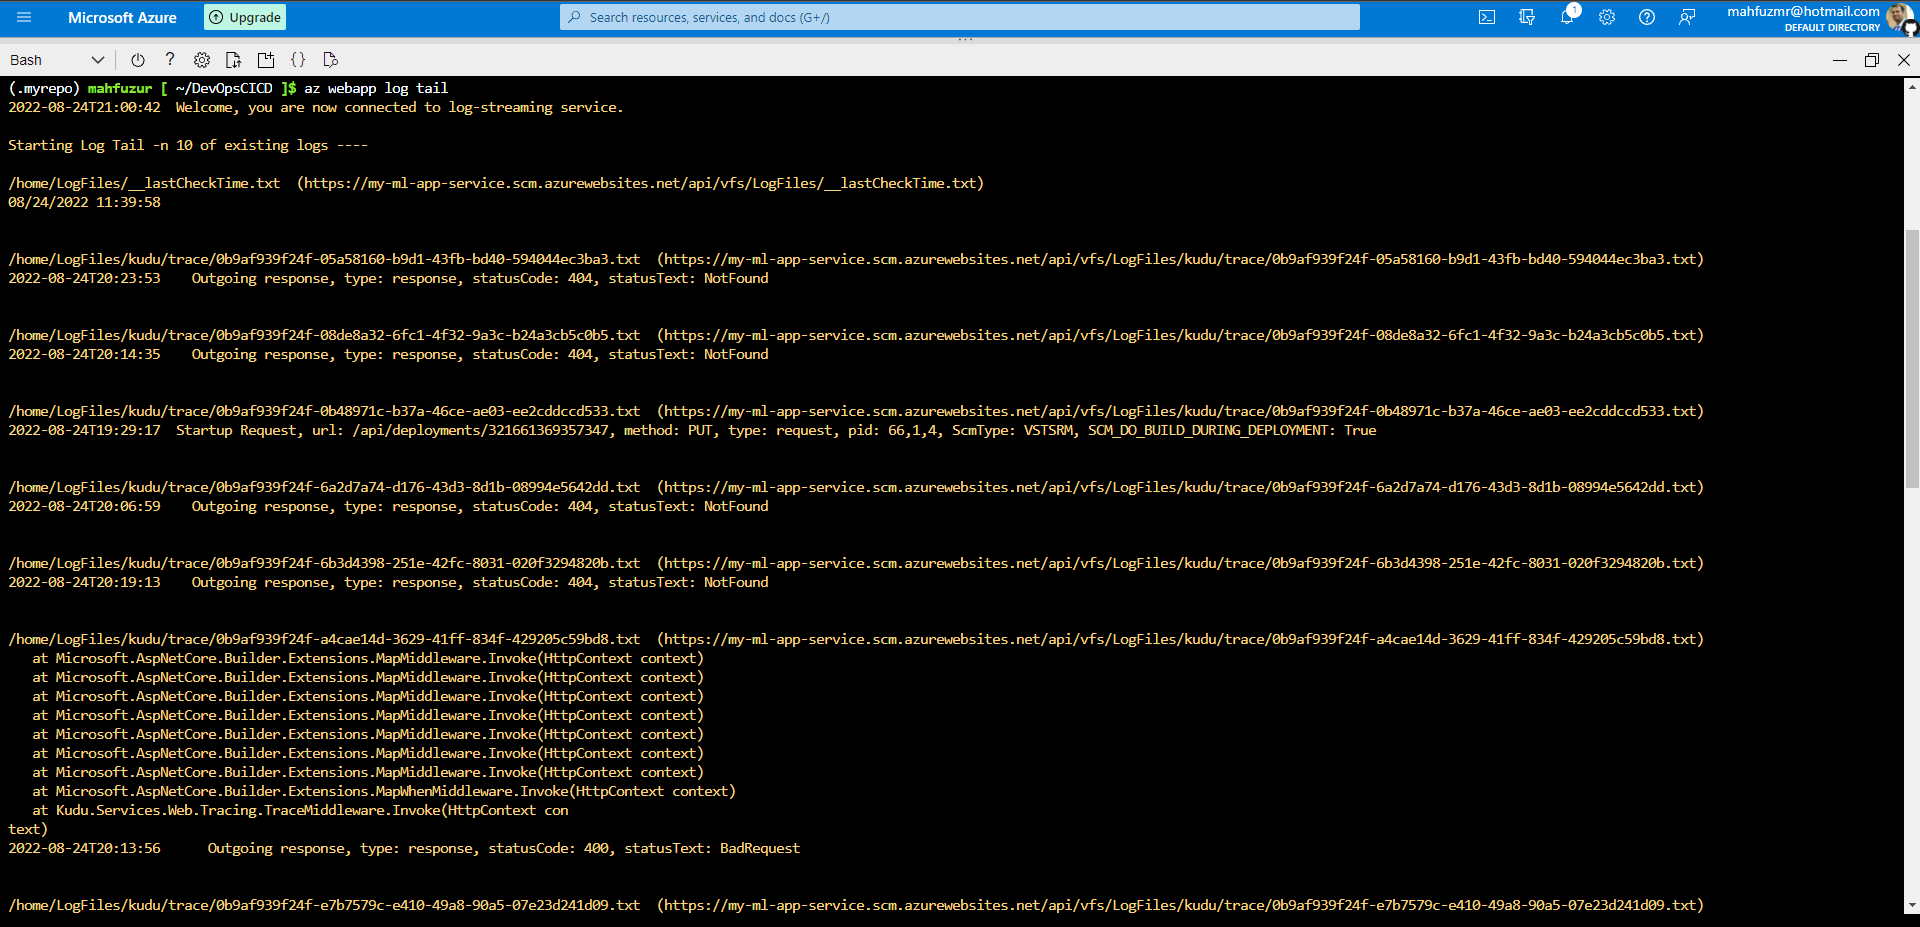 Microsoft Azure
Upgrade
Search resources, services, and docs (G+/)
1
mahfuzmr@hotmail.com
DEFAULT DIRECTORY
Bash
(.myrepo) mahfuzur [ ~/DevOpsCICD ]$ az webapp log tail
2022-08-24T21:00:42  Welcome, you are now connected to log-streaming service.
Starting Log Tail -n 10 of existing logs ----
/home/LogFiles/__lastCheckTime.txt  (https://my-ml-app-service.scm.azurewebsites.net/api/vfs/LogFiles/__lastCheckTime.txt)
08/24/2022 11:39:58
/home/LogFiles/kudu/trace/0b9af939f24f-05a58160-b9d1-43fb-bd40-594044ec3ba3.txt  (https://my-ml-app-service.scm.azurewebsites.net/api/vfs/LogFiles/kudu/trace/0b9af939f24f-05a58160-b9d1-43fb-bd40-594044ec3ba3.txt)
2022-08-24T20:23:53    Outgoing response, type: response, statusCode: 404, statusText: NotFound
/home/LogFiles/kudu/trace/0b9af939f24f-08de8a32-6fc1-4f32-9a3c-b24a3cb5c0b5.txt  (https://my-ml-app-service.scm.azurewebsites.net/api/vfs/LogFiles/kudu/trace/0b9af939f24f-08de8a32-6fc1-4f32-9a3c-b24a3cb5c0b5.txt)
2022-08-24T20:14:35    Outgoing response, type: response, statusCode: 404, statusText: NotFound
/home/LogFiles/kudu/trace/0b9af939f24f-0b48971c-b37a-46ce-ae03-ee2cddccd533.txt  (https://my-ml-app-service.scm.azurewebsites.net/api/vfs/LogFiles/kudu/trace/0b9af939f24f-0b48971c-b37a-46ce-ae03-ee2cddccd533.txt)
2022-08-24T19:29:17  Startup Request, url: /api/deployments/321661369357347, method: PUT, type: request, pid: 66,1,4, ScmType: VSTSRM, SCM_DO_BUILD_DURING_DEPLOYMENT: True
/home/LogFiles/kudu/trace/0b9af939f24f-6a2d7a74-d176-43d3-8d1b-08994e5642dd.txt  (https://my-ml-app-service.scm.azurewebsites.net/api/vfs/LogFiles/kudu/trace/0b9af939f24f-6a2d7a74-d176-43d3-8d1b-08994e5642dd.txt)
2022-08-24T20:06:59    Outgoing response, type: response, statusCode: 404, statusText: NotFound
/home/LogFiles/kudu/trace/0b9af939f24f-6b3d4398-251e-42fc-8031-020f3294820b.txt  (https://my-ml-app-service.scm.azurewebsites.net/api/vfs/LogFiles/kudu/trace/0b9af939f24f-6b3d4398-251e-42fc-8031-020f3294820b.txt)
2022-08-24T20:19:13    Outgoing response, type: response, statusCode: 404, statusText: NotFound
/home/LogFiles/kudu/trace/0b9af939f24f-a4cae14d-3629-41ff-834f-429205c59bd8.txt  (https://my-ml-app-service.scm.azurewebsites.net/api/vfs/LogFiles/kudu/trace/0b9af939f24f-a4cae14d-3629-41ff-834f-429205c59bd8.txt)
   at Microsoft.AspNetCore.Builder.Extensions.MapMiddleware.Invoke(HttpContext context)
   at Microsoft.AspNetCore.Builder.Extensions.MapMiddleware.Invoke(HttpContext context)
   at Microsoft.AspNetCore.Builder.Extensions.MapMiddleware.Invoke(HttpContext context)
   at Microsoft.AspNetCore.Builder.Extensions.MapMiddleware.Invoke(HttpContext context)
   at Microsoft.AspNetCore.Builder.Extensions.MapMiddleware.Invoke(HttpContext context)
   at Microsoft.AspNetCore.Builder.Extensions.MapMiddleware.Invoke(HttpContext context)
   at Microsoft.AspNetCore.Builder.Extensions.MapMiddleware.Invoke(HttpContext context)
   at Microsoft.AspNetCore.Builder.Extensions.MapWhenMiddleware.Invoke(HttpContext context)
   at Kudu.Services.Web.Tracing.TraceMiddleware.Invoke(HttpContext con
text)
2022-08-24T20:13:56      Outgoing response, type: response, statusCode: 400, statusText: BadRequest
/home/LogFiles/kudu/trace/0b9af939f24f-e7b7579c-e410-49a8-90a5-07e23d241d09.txt  (https://my-ml-app-service.scm.azurewebsites.net/api/vfs/LogFiles/kudu/trace/0b9af939f24f-e7b7579c-e410-49a8-90a5-07e23d241d09.txt)